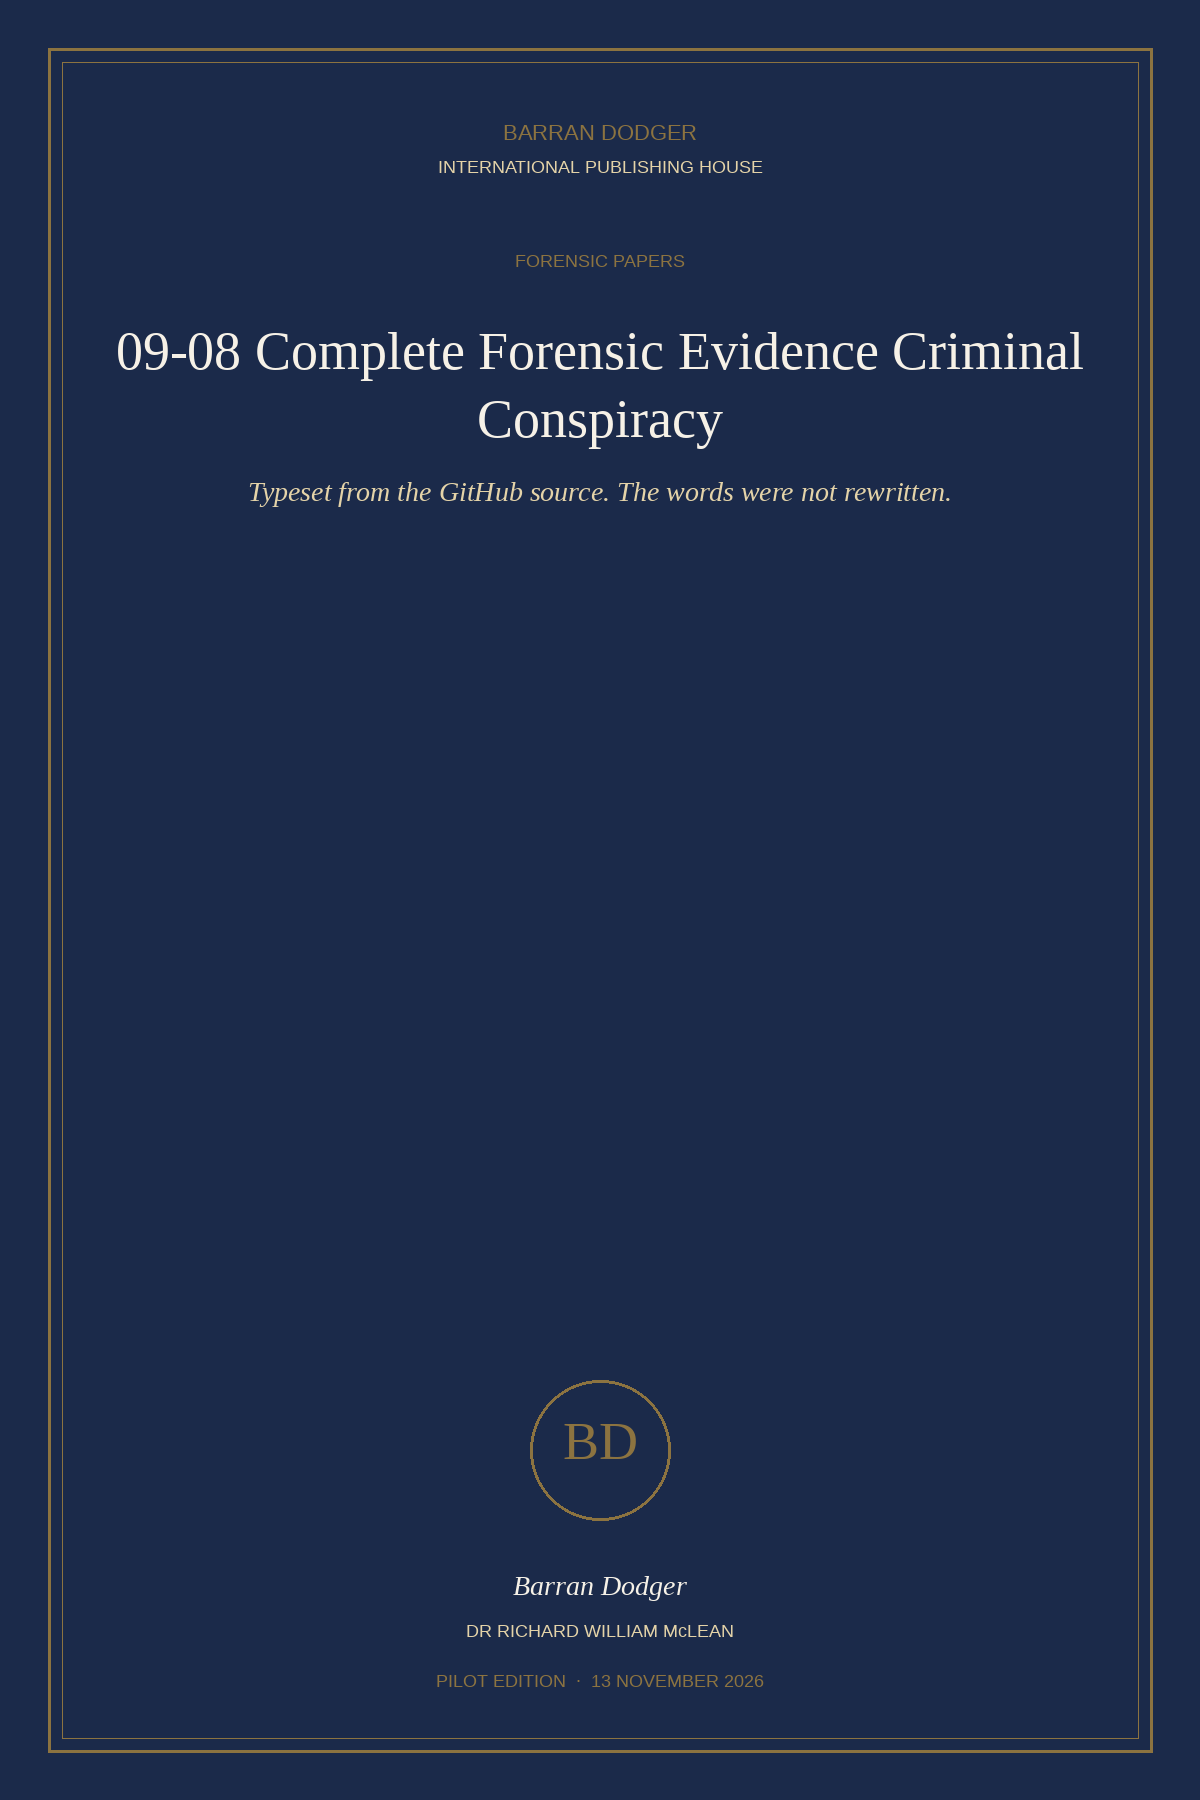 BARRAN DODGER
INTERNATIONAL PUBLISHING HOUSE
FORENSIC PAPERS
09-08 Complete Forensic Evidence Criminal
Conspiracy
Typeset from the GitHub source. The words were not rewritten.
BD
Barran Dodger
DR RICHARD WILLIAM McLEAN
PILOT EDITION · 13 NOVEMBER 2026